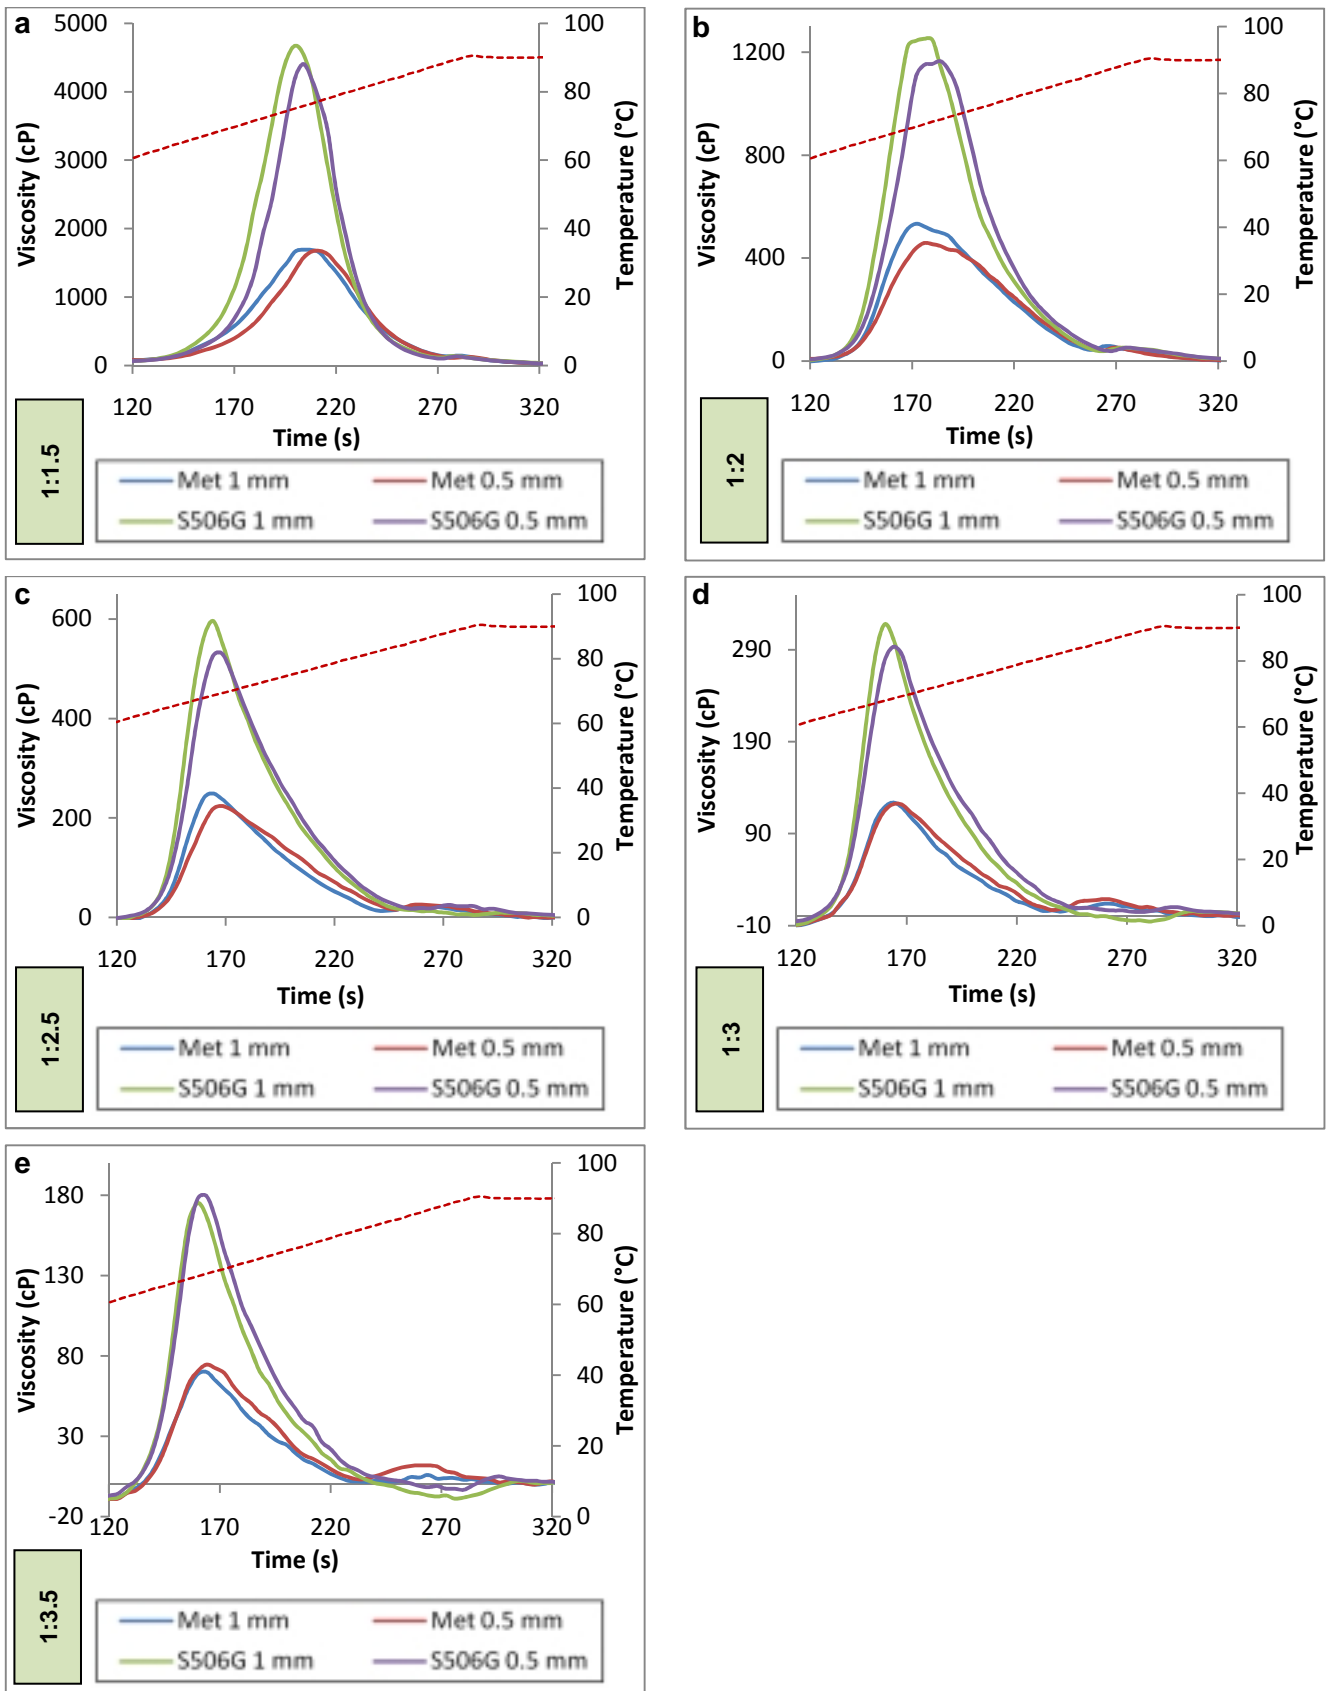 a
5000
4000
3000
2000
1000
0
Viscosity (cP)
100
80
60
40
20
0
Temperature (°C)
120 170 220 270 320
Time (s)
1:1.5
Met 1 mm Met 0.5 mm
S506G 1 mm S506G 0.5 mm
b
1200
800
400
0
Viscosity (cP)
100
80
60
40
20
0
Temperature (°C)
120 170 220 270 320
Time (s)
1:2
Met 1 mm Met 0.5 mm
S506G 1 mm S506G 0.5 mm
c
600
400
200
0
Viscosity (cP)
100
80
60
40
20
0
Temperature (°C)
120 170 220 270 320
Time (s)
1:2.5
Met 1 mm Met 0.5 mm
S506G 1 mm S506G 0.5 mm
d
290
190
90
-10
Viscosity (cP)
100
80
60
40
20
0
Temperature (°C)
120 170 220 270 320
Time (s)
1:3
Met 1 mm Met 0.5 mm
S506G 1 mm S506G 0.5 mm
e
180
130
80
30
-20
Viscosity (cP)
100
80
60
40
20
0
Temperature (°C)
120 170 220 270 320
Time (s)
1:3.5
Met 1 mm Met 0.5 mm
S506G 1 mm S506G 0.5 mm